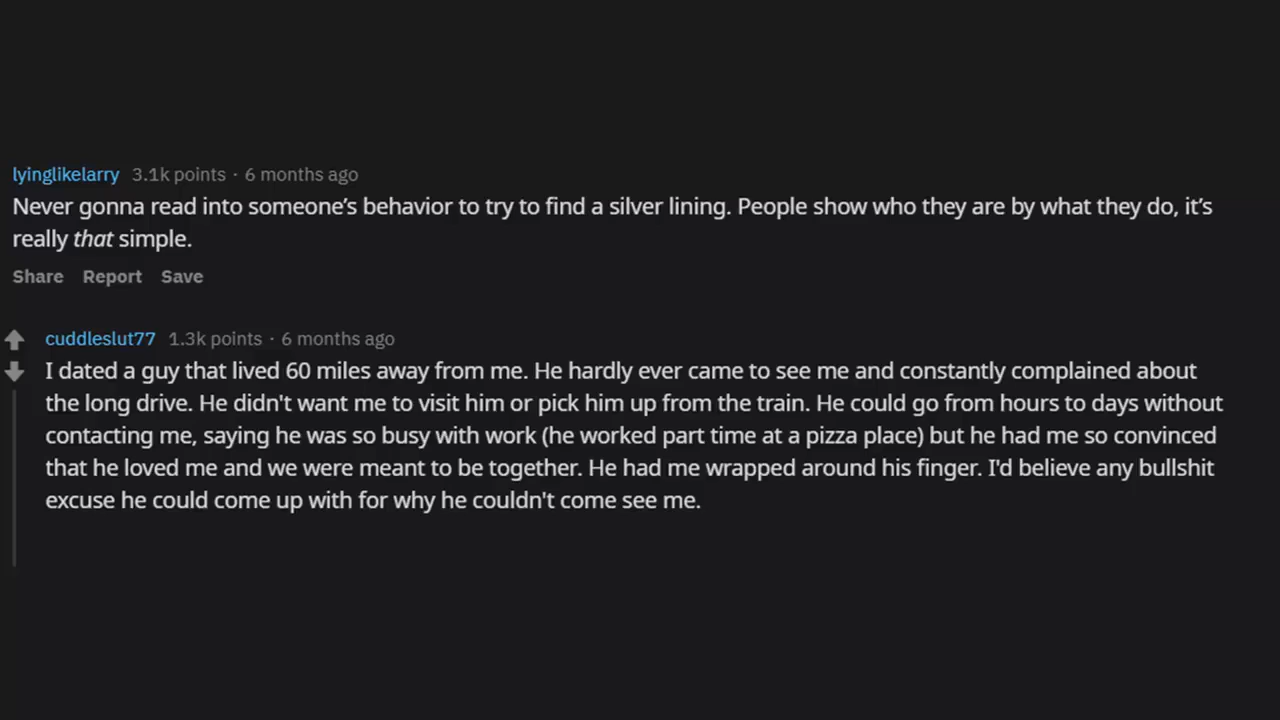 lyinglikelarry 3.1k points · 6 months ago
Never gonna read into someone’s behavior to try to find a silver lining. People show who they are by what they do, it’s
really that simple.
Share Report Save
cuddleslut77 1.3k points · 6 months ago
I dated a guy that lived 60 miles away from me. He hardly ever came to see me and constantly complained about
the long drive. He didn't want me to visit him or pick him up from the train. He could go from hours to days without
contacting me, saying he was so busy with work (he worked part time at a pizza place) but he had me so convinced
that he loved me and we were meant to be together. He had me wrapped around his finger. I'd believe any bullshit
excuse he could come up with for why he couldn't come see me.